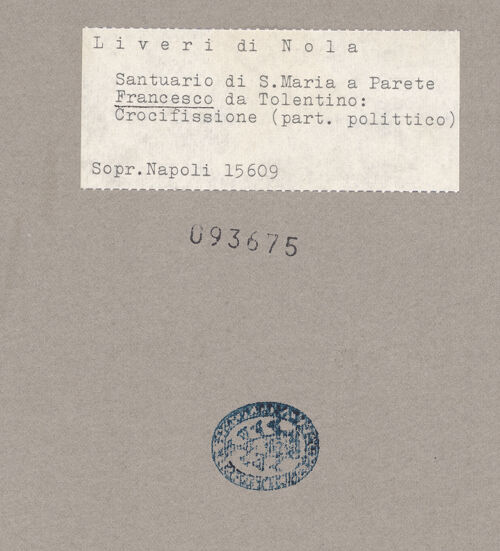 Liveri di Nola
Santuario di S.Maria a Parete
Francesco da Tolentino:
Crocifissione (part. polittico)
Sopr.Napoli 15609
093675